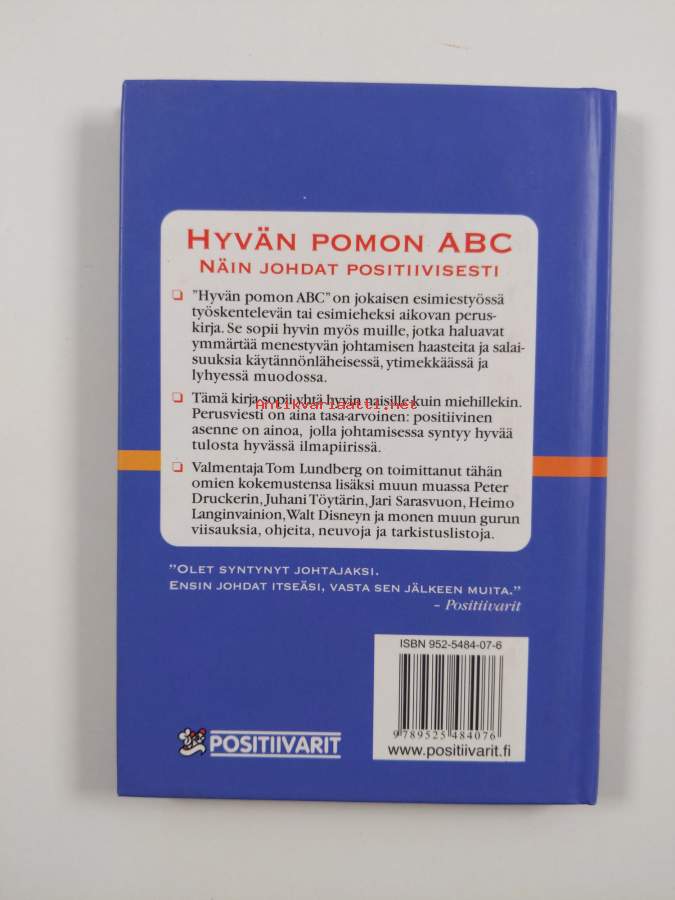 HYVÄN POMON ABC
NÄIN JOHDAT POSITIIVISESTI
❏ "Hyvän pomon ABC" on jokaisen esimiestyössä
työskentelevän tai esimieheksi aikovan perus-
kirja. Se sopii hyvin myös muille, jotka haluavat
ymmärtää menestyvän johtamisen haasteita ja salai-
suuksia käytännönläheisessä, ytimekkäässä ja
lyhyessä muodossa.
❏ Tämä kirja sopii yhtä hyvin naisille kuin miehillekin.
Antikvariaatti.net
Perusviesti on aina tasa-arvoinen: positiivinen
asenne on ainoa, jolla johtamisessa syntyy hyvää
tulosta hyvässä ilmapiirissä.
❏ Valmentaja Tom Lundberg on toimittanut tähän
omien kokemustensa lisäksi muun muassa Peter
Druckerin, Juhani Töytärin, Jari Sarasvuon, Heimo
Langinvainion, Walt Disneyn ja monen muun gurun
viisauksia, ohjeita, neuvoja ja tarkistuslistoja.
"OLET SYNTYNYT JOHTAJAKSI.
ENSIN JOHDAT ITSEÄSI, VASTA SEN JÄLKEEN MUITA."
– Positiivarit
ISBN 952-5484-07-6
9 789525 484076
www.positiivarit.fi
POSITIIVARIT